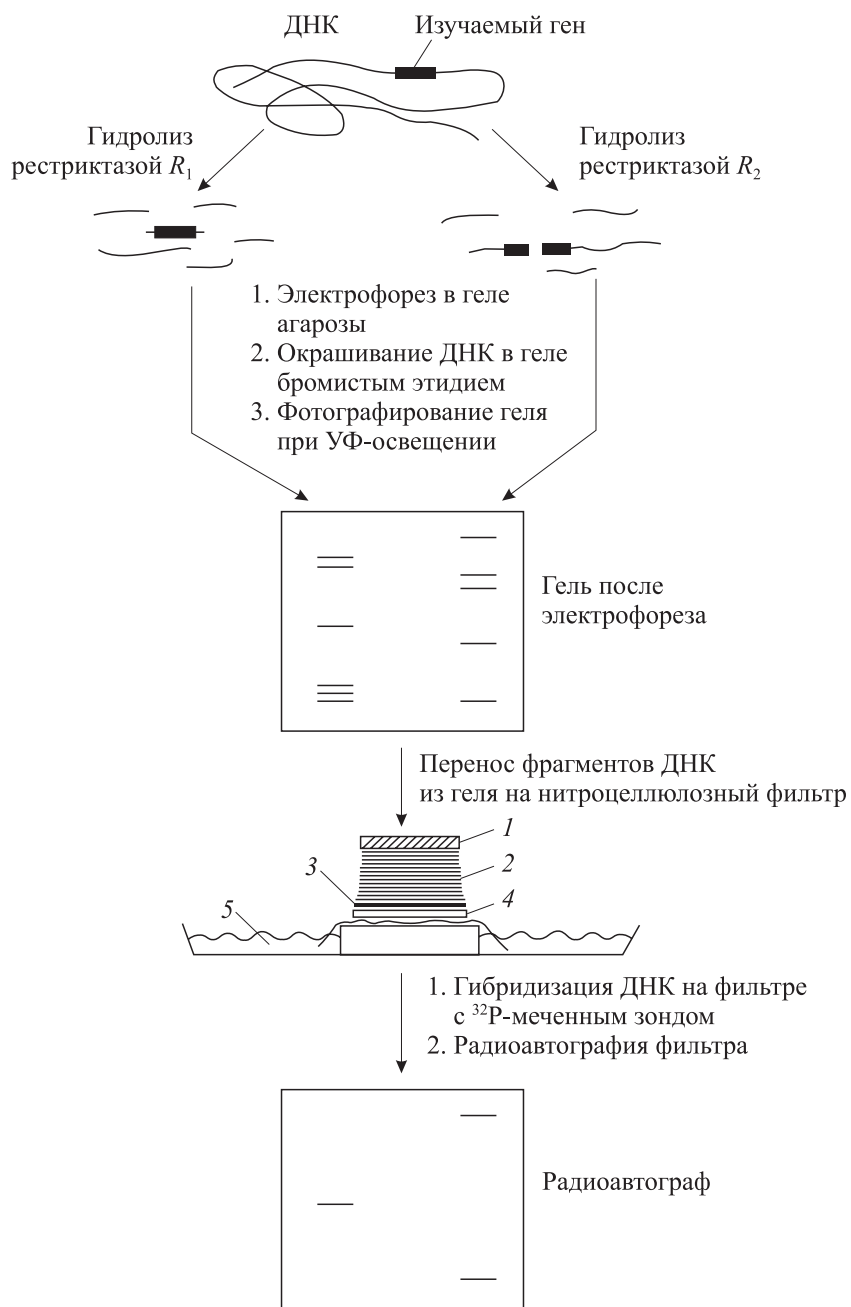 ДНК
Изучаемый ген
Гидролиз
рестриктазой R₁
Гидролиз
рестриктазой R₂
1. Электрофорез в геле
агарозы
2. Окрашивание ДНК в геле
бромистым этидием
3. Фотографирование геля
при УФ-освещении
Гель после
электрофореза
Перенос фрагментов ДНК
из геля на нитроцеллюлозный фильтр
1
2
3
4
5
1. Гибридизация ДНК на фильтре
с ³²P-меченным зондом
2. Радиоавтография фильтра
Радиоавтограф